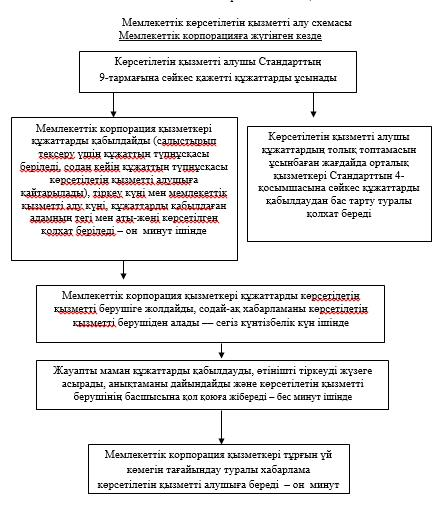 Мемлекеттік көрсетілетін қызметті алу схемасы
Мемлекеттік корпорацияға жүгінген кезде
Көрсетілетін қызметті алушы Стандарттың
9-тармағына сәйкес қажетті құжаттарды ұсынады
Мемлекеттік корпорация қызметкері
құжаттарды қабылдайды (салыстырып
тексеру үшін құжаттың түпнұсқасы
беріледі, содан кейін құжаттың түпнұсқасы
көрсетілетін қызметті алушыға
қайтарылады), тіркеу күні мен мемлекеттік
қызметті алу күні, құжаттарды қабылдаған
адамның тегі мен аты-жөні көрсетілген
қолхат беріледі – он минут ішінде
Көрсетілетін қызметті алушы
құжаттардың толық топтамасын
ұсынбаған жағдайда орталық
қызметкері Стандарттың 4-
қосымшасына сәйкес құжаттарды
қабылдаудан бас тарту туралы
қолхат береді
Мемлекеттік корпорация қызметкері құжаттарды көрсетілетін
қызметті берушіге жолдайды, содай-ақ хабарламаны көрсетілетін
қызметті берушіден алады — сегіз күнтізбелік күн ішінде
Жауапты маман құжаттарды қабылдауды, өтінішті тіркеуді жүзеге
асырады, анықтаманы дайындайды және көрсетілетін қызметті
берушінің басшысына қол қоюға жібереді – бес минут ішінде
Мемлекеттік корпорация қызметкері тұрғын үй
көмегін тағайындау туралы хабарлама
көрсетілетін қызметті алушыға береді – он минут